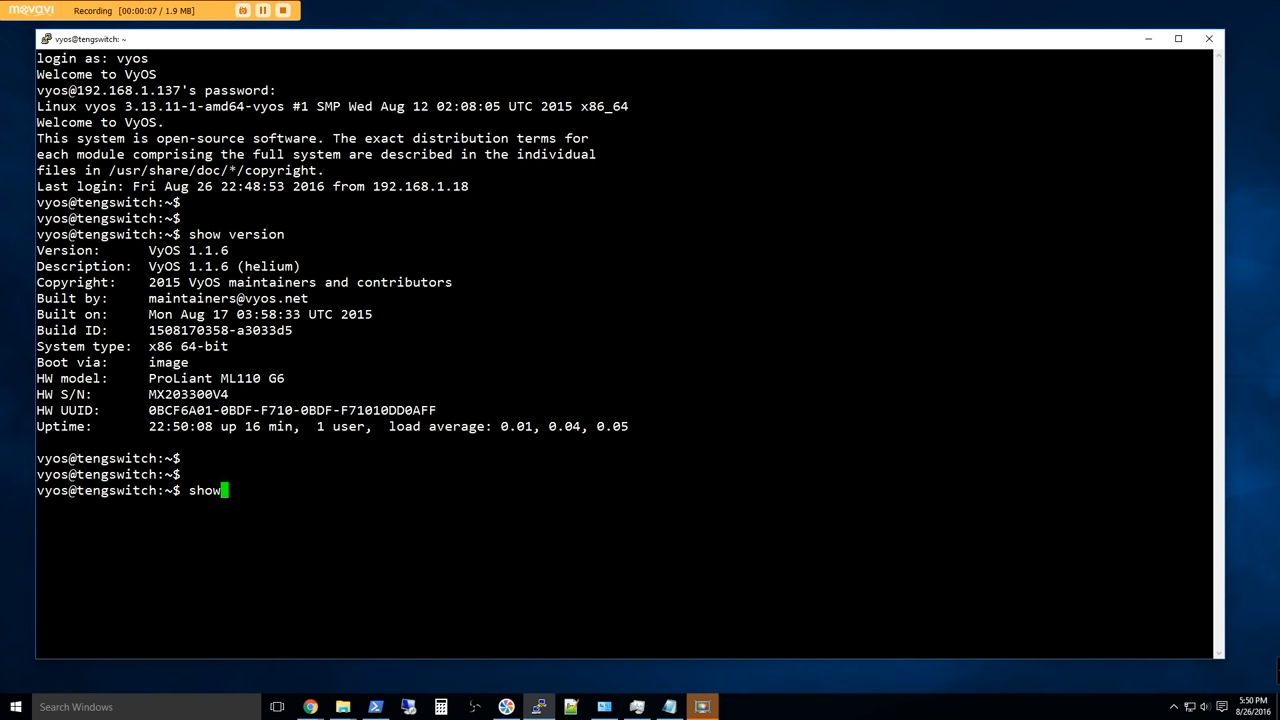 movavi Recording [00:00:07 / 1.9 MB]
vyos@tengswitch: ~
login as: vyos
Welcome to VyOS
vyos@192.168.1.137's password:
Linux vyos 3.13.11-1-amd64-vyos #1 SMP Wed Aug 12 02:08:05 UTC 2015 x86_64
Welcome to VyOS.
This system is open-source software. The exact distribution terms for
each module comprising the full system are described in the individual
files in /usr/share/doc/*/copyright.
Last login: Fri Aug 26 22:48:53 2016 from 192.168.1.18
vyos@tengswitch:~$
vyos@tengswitch:~$
vyos@tengswitch:~$ show version
Version: VyOS 1.1.6
Description: VyOS 1.1.6 (helium)
Copyright: 2015 VyOS maintainers and contributors
Built by: maintainers@vyos.net
Built on: Mon Aug 17 03:58:33 UTC 2015
Build ID: 1508170358-a3033d5
System type: x86 64-bit
Boot via: image
HW model: ProLiant ML110 G6
HW S/N: MX203300V4
HW UUID: 0BCF6A01-0BDF-F710-0BDF-F71010DD0AFF
Uptime: 22:50:08 up 16 min, 1 user, load average: 0.01, 0.04, 0.05
vyos@tengswitch:~$
vyos@tengswitch:~$
vyos@tengswitch:~$ show
Search Windows
5:50 PM
8/26/2016